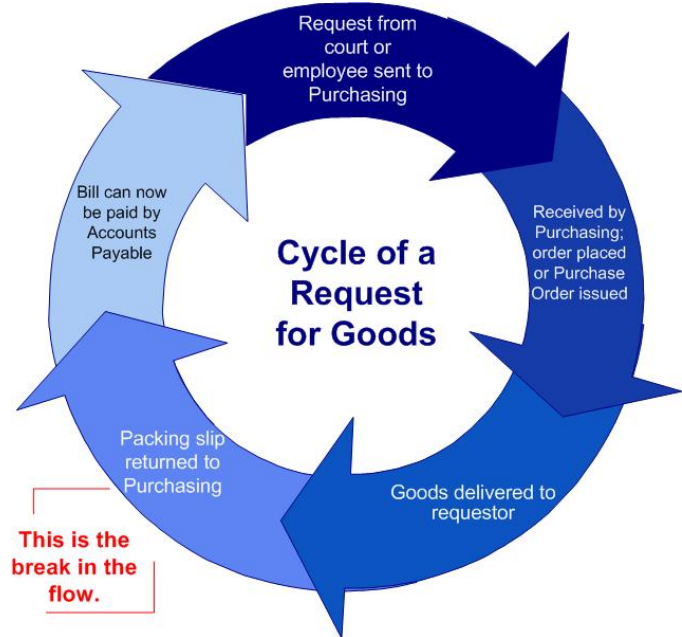 Request from
court or
employee sent to
Purchasing
Received by
Purchasing;
order placed
or Purchase
Order issued
Goods delivered to
requestor
Packing slip
returned to
Purchasing
This is the
break in the
flow.
Bill can now
be paid by
Accounts
Payable
Cycle of a
Request
for Goods